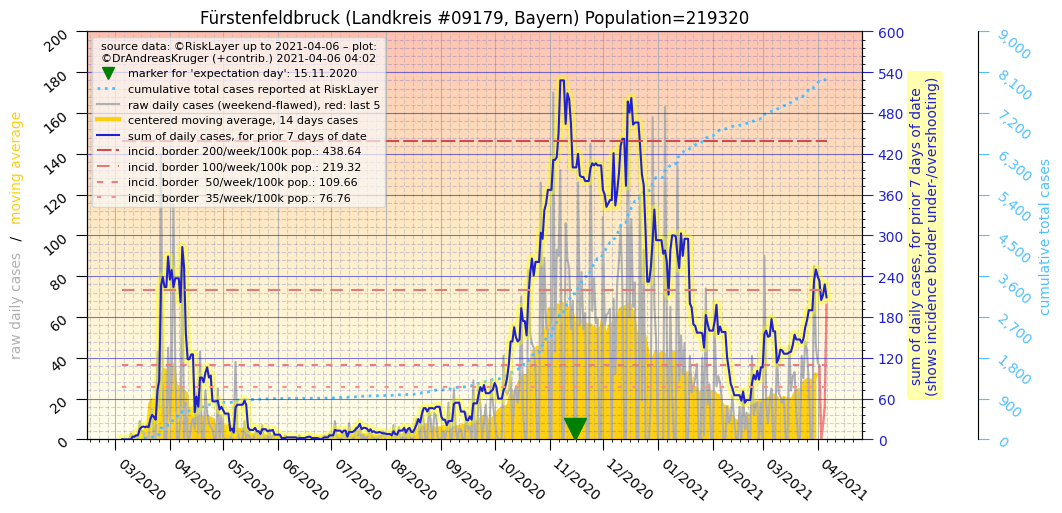 Fürstenfeldbruck (Landkreis #09179, Bayern) Population=219320
source data: ©RiskLayer up to 2021-04-06 – plot:
©DrAndreasKruger (+contrib.) 2021-04-06 04:02
marker for 'expectation day': 15.11.2020
cumulative total cases reported at RiskLayer
raw daily cases (weekend-flawed), red: last 5
centered moving average, 14 days cases
sum of daily cases, for prior 7 days of date
incid. border 200/week/100k pop.: 438.64
incid. border 100/week/100k pop.: 219.32
incid. border 50/week/100k pop.: 109.66
incid. border 35/week/100k pop.: 76.76
raw daily cases / moving average
200
180
160
140
120
100
80
60
40
20
0
03/2020
04/2020
05/2020
06/2020
07/2020
08/2020
09/2020
10/2020
11/2020
12/2020
01/2021
02/2021
03/2021
04/2021
600
540
480
420
360
300
240
180
120
60
0
sum of daily cases, for prior 7 days of date
(shows incidence border under-/overshooting)
9,000
8,100
7,200
6,300
5,400
4,500
3,600
2,700
1,800
900
0
cumulative total cases